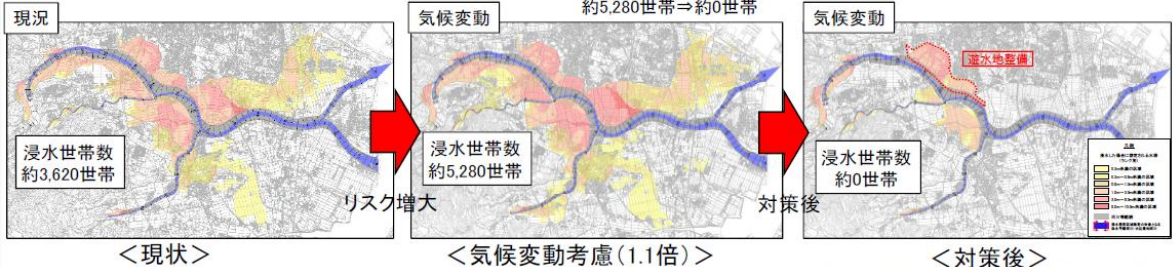 約5,280世帯⇒約0世帯
現況
気候変動
気候変動
遊水地整備
浸水世帯数
約3,620世帯
浸水世帯数
約5,280世帯
浸水世帯数
約0世帯
リスク増大
対策後
＜現状＞
＜気候変動考慮(1.1倍)＞
＜対策後＞